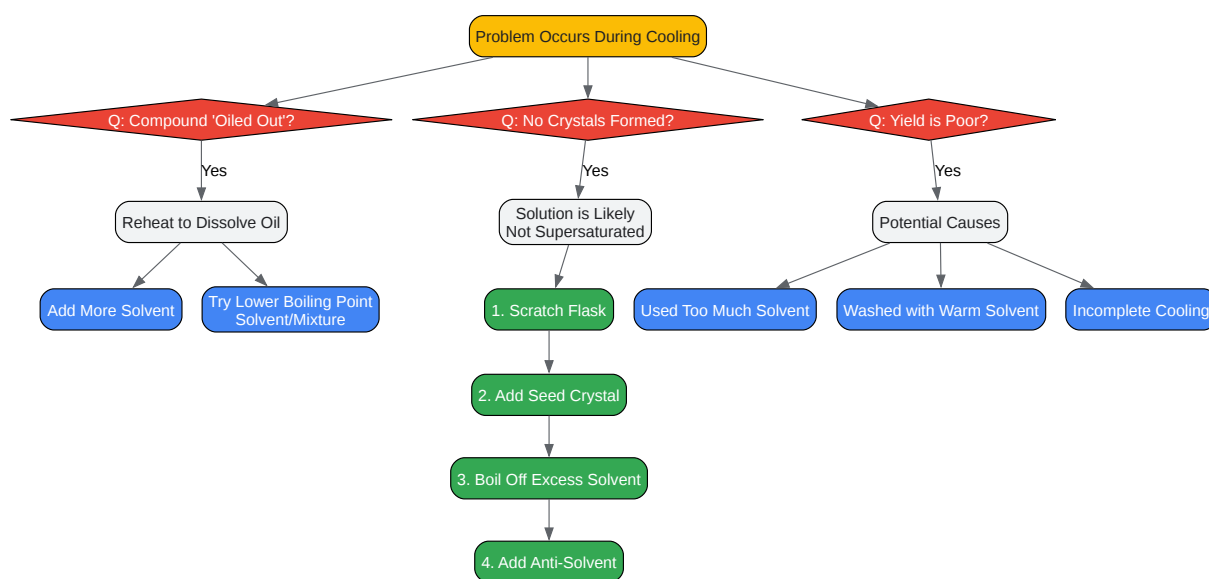 Problem Occurs During Cooling
Q: Compound 'Oiled Out'?
Q: No Crystals Formed?
Q: Yield is Poor?
Yes
Yes
Yes
Reheat to Dissolve Oil
Solution is Likely
Not Supersaturated
Potential Causes
Add More Solvent
Try Lower Boiling Point
Solvent/Mixture
1. Scratch Flask
Used Too Much Solvent
Washed with Warm Solvent
Incomplete Cooling
2. Add Seed Crystal
3. Boil Off Excess Solvent
4. Add Anti-Solvent